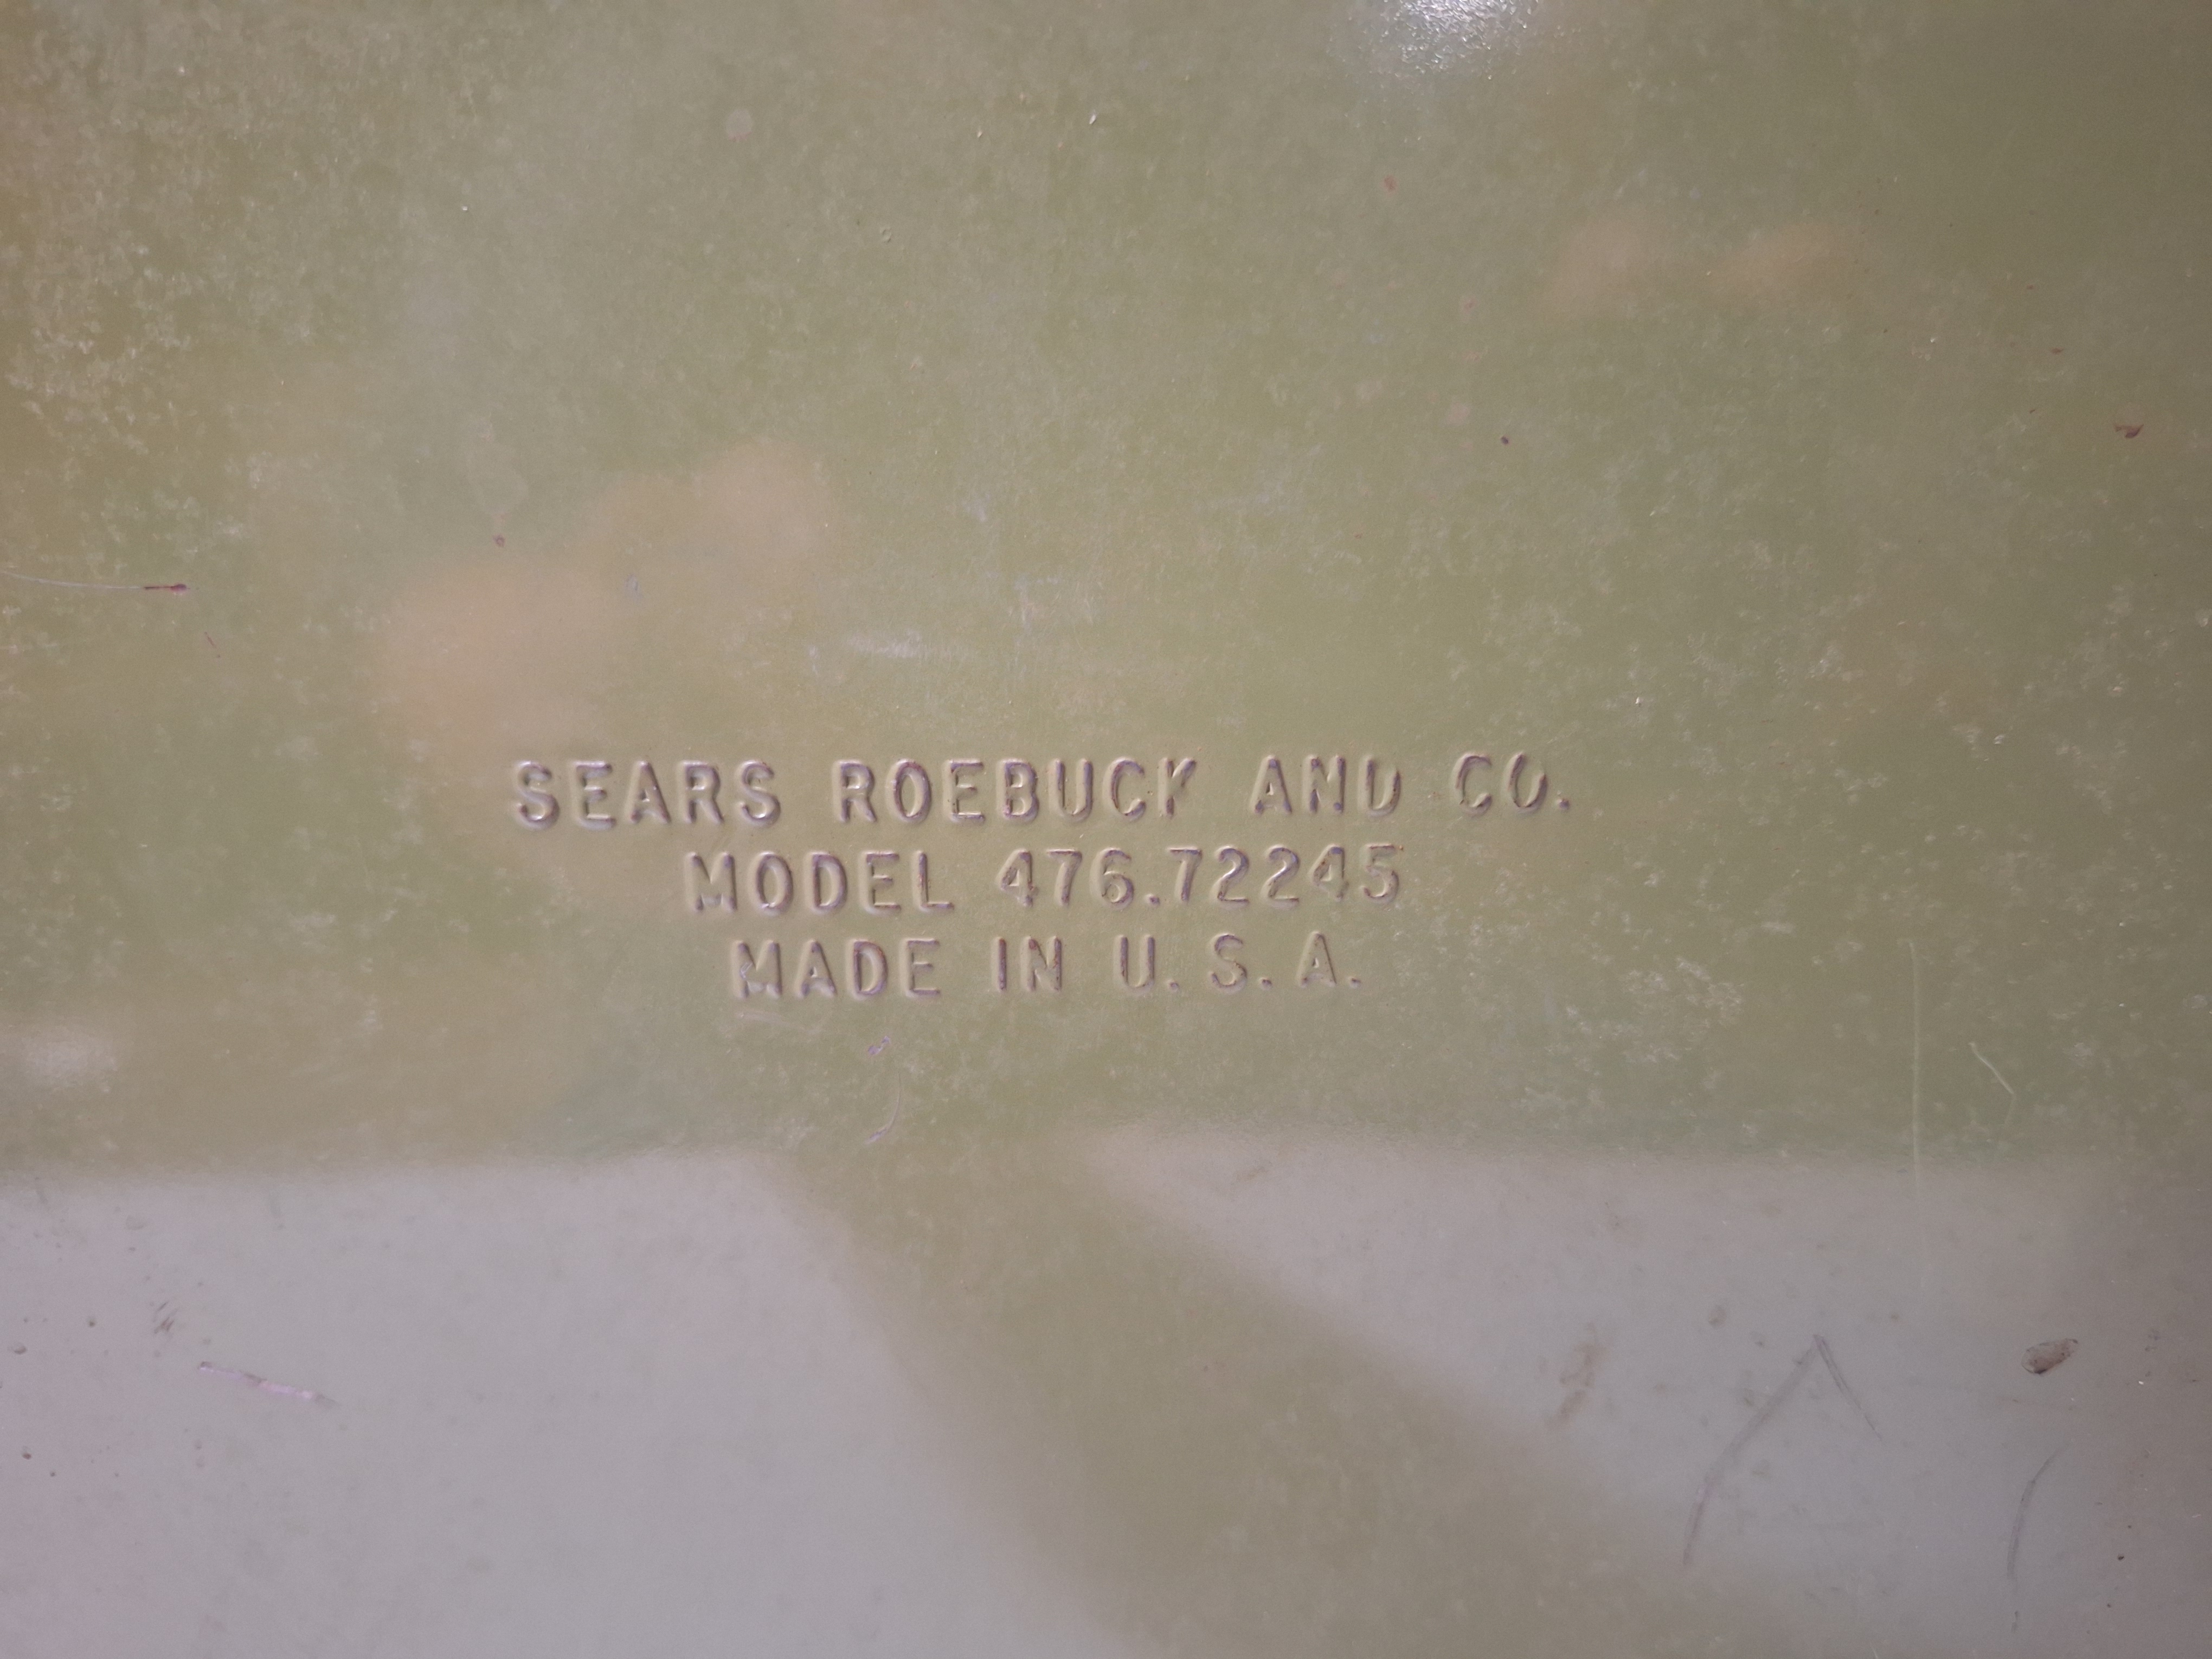 SEARS ROEBUCK AND CO.
MODEL 476.72245
MADE IN U.S.A.